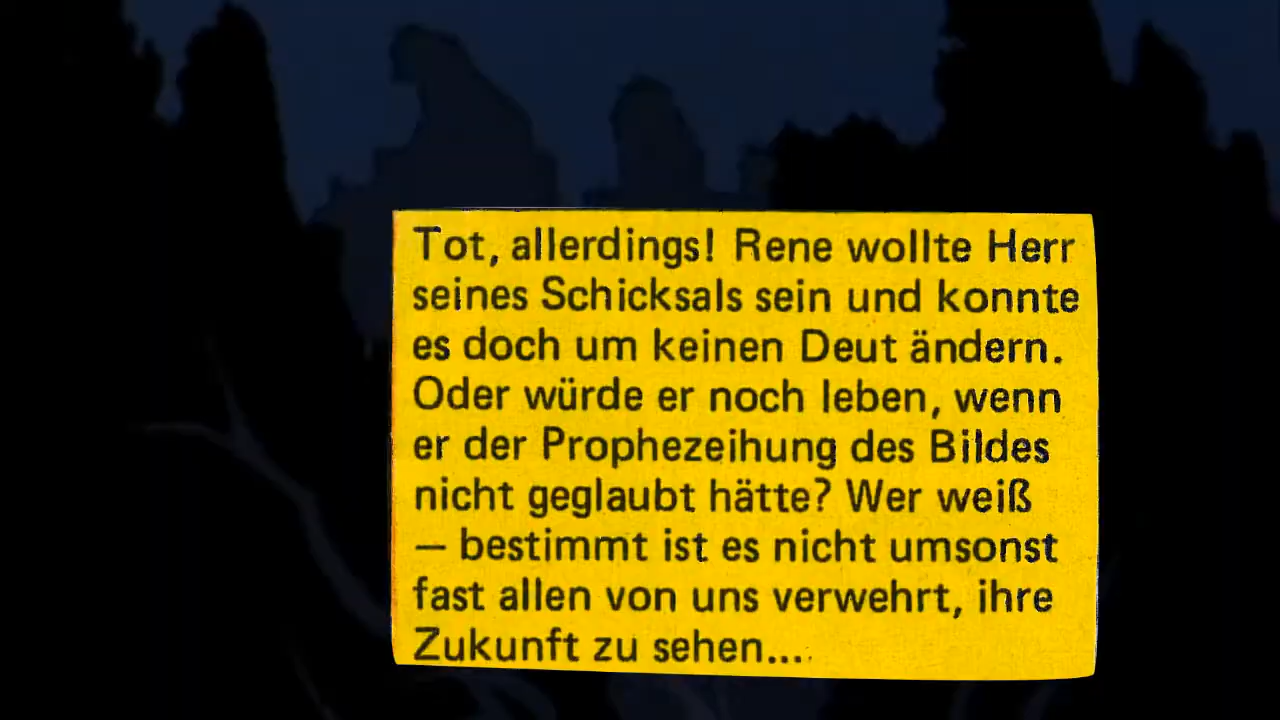 Tot, allerdings! Rene wollte Herr
seines Schicksals sein und konnte
es doch um keinen Deut ändern.
Oder würde er noch leben, wenn
er der Prophezeihung des Bildes
nicht geglaubt hätte? Wer weiß
— bestimmt ist es nicht umsonst
fast allen von uns verwehrt, ihre
Zukunft zu sehen...